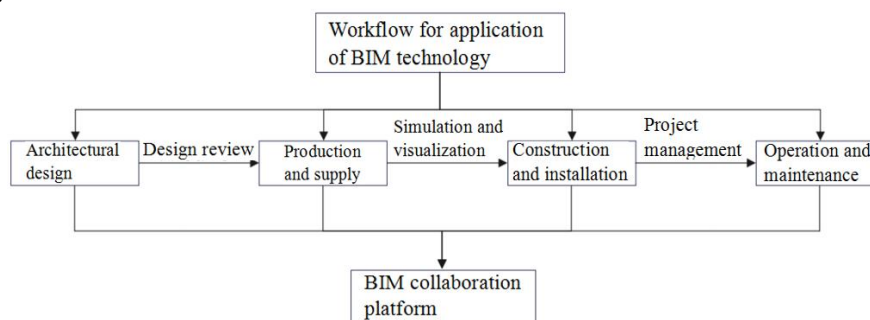 Workflow for application
of BIM technology
Architectural
design
Design review
Production
and supply
Simulation and
visualization
Construction
and installation
Project
management
Operation and
maintenance
BIM collaboration
platform